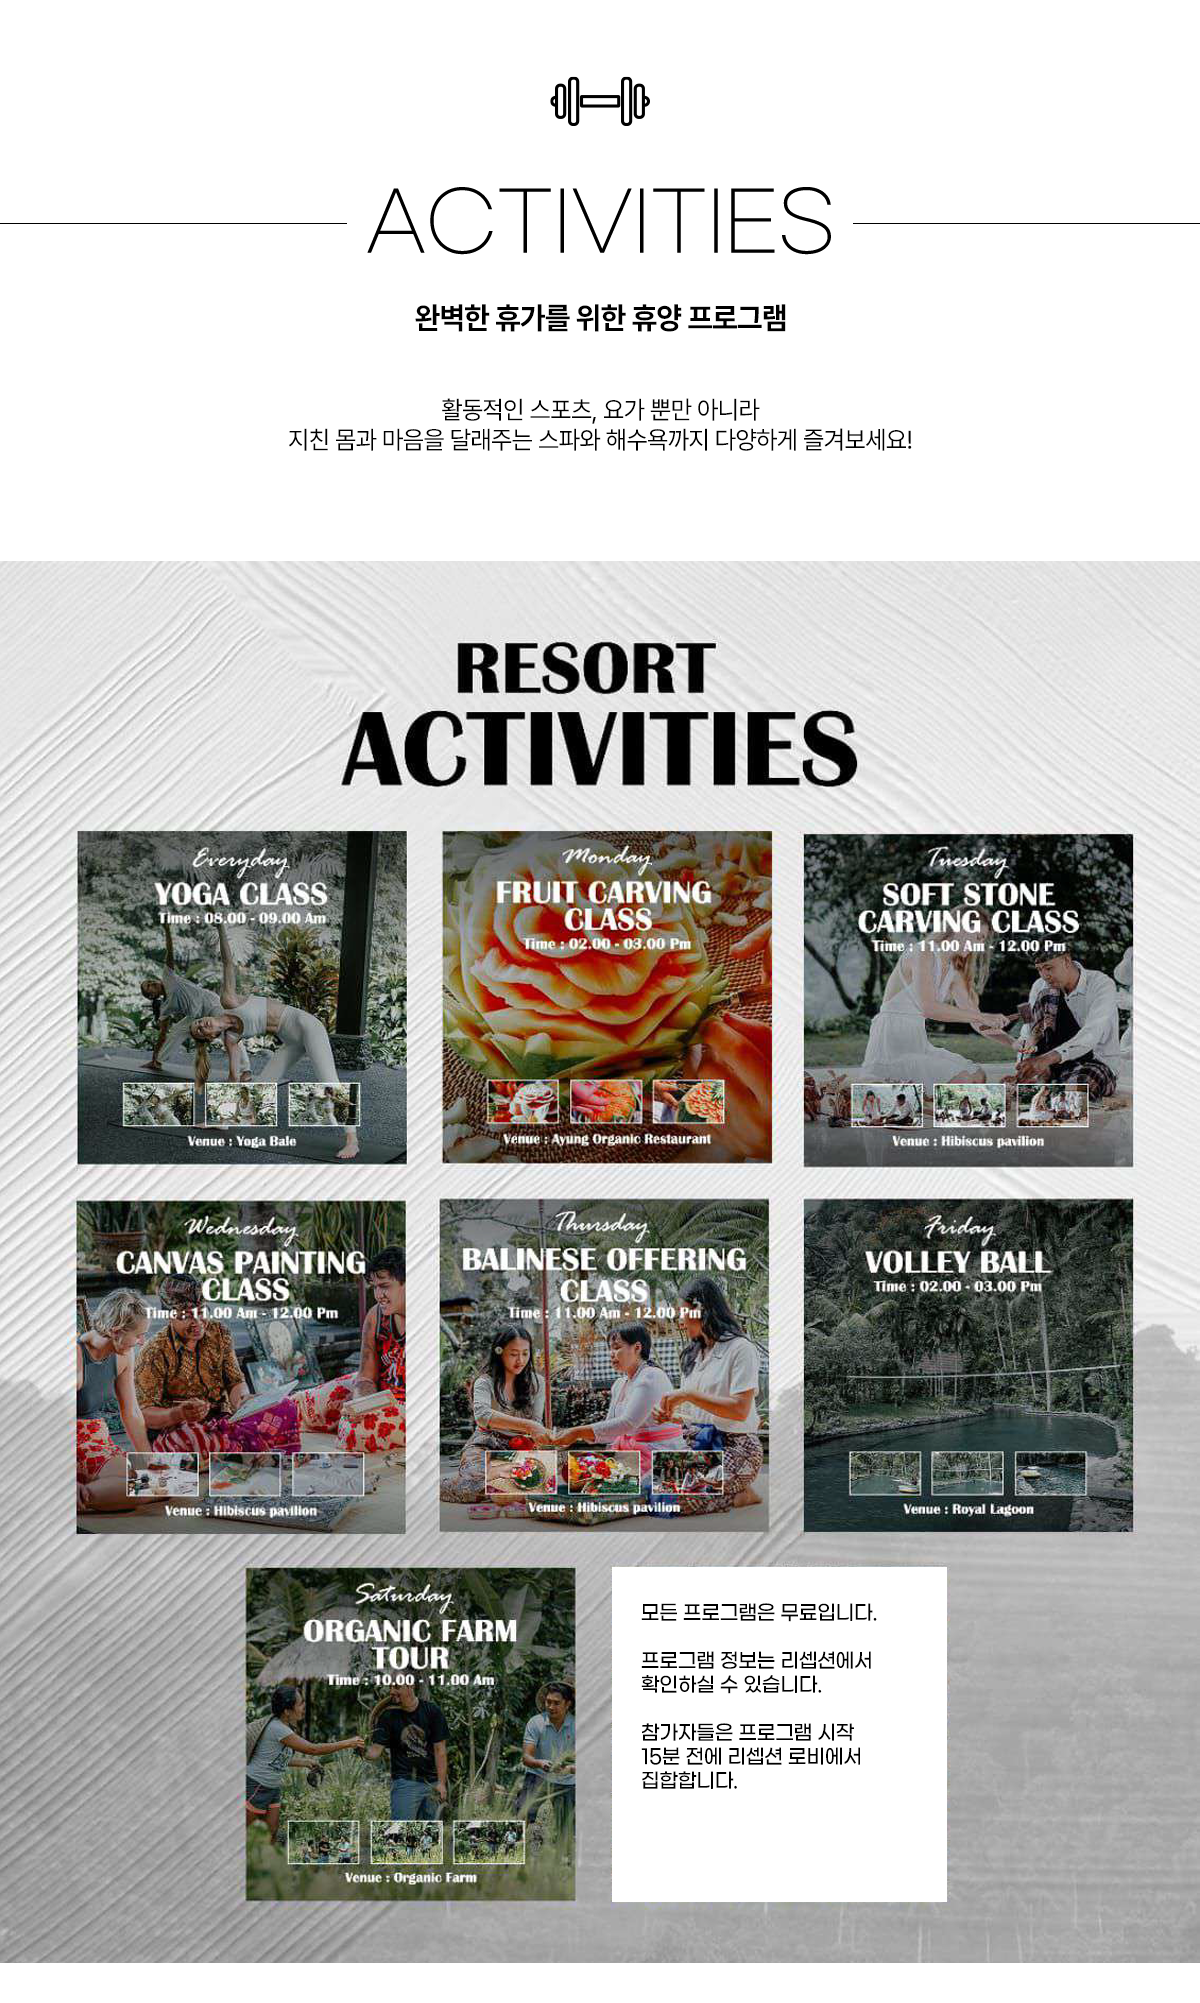 ACTIVITIES
완벽한 휴가를 위한 휴양 프로그램
활동적인 스포츠, 요가 뿐만 아니라
지친 몸과 마음을 달래주는 스파와 해수욕까지 다양하게 즐겨보세요!
RESORT
ACTIVITIES
Everyday
YOGA CLASS
Time : 08.00 - 09.00 Am
Venue : Yoga Bale
Monday
FRUIT CARVING
CLASS
Time : 02.00 - 03.00 Pm
Venue : Ayung Organic Restaurant
Tuesday
SOFT STONE
CARVING CLASS
Time : 11.00 Am - 12.00 Pm
Venue : Hibiscus pavilion
Wednesday
CANVAS PAINTING
CLASS
Time : 11.00 Am - 12.00 Pm
Venue : Hibiscus pavilion
Thursday
BALINESE OFFERING
CLASS
Time : 11.00 Am - 12.00 Pm
Venue : Hibiscus pavilion
Friday
VOLLEY BALL
Time : 02.00 - 03.00 Pm
Venue : Royal Lagoon
Saturday
ORGANIC FARM
TOUR
Time : 10.00 - 11.00 Am
Venue : Organic Farm
모든 프로그램은 무료입니다.
프로그램 정보는 리셉션에서
확인하실 수 있습니다.
참가자들은 프로그램 시작
15분 전에 리셉션 로비에서
집합합니다.